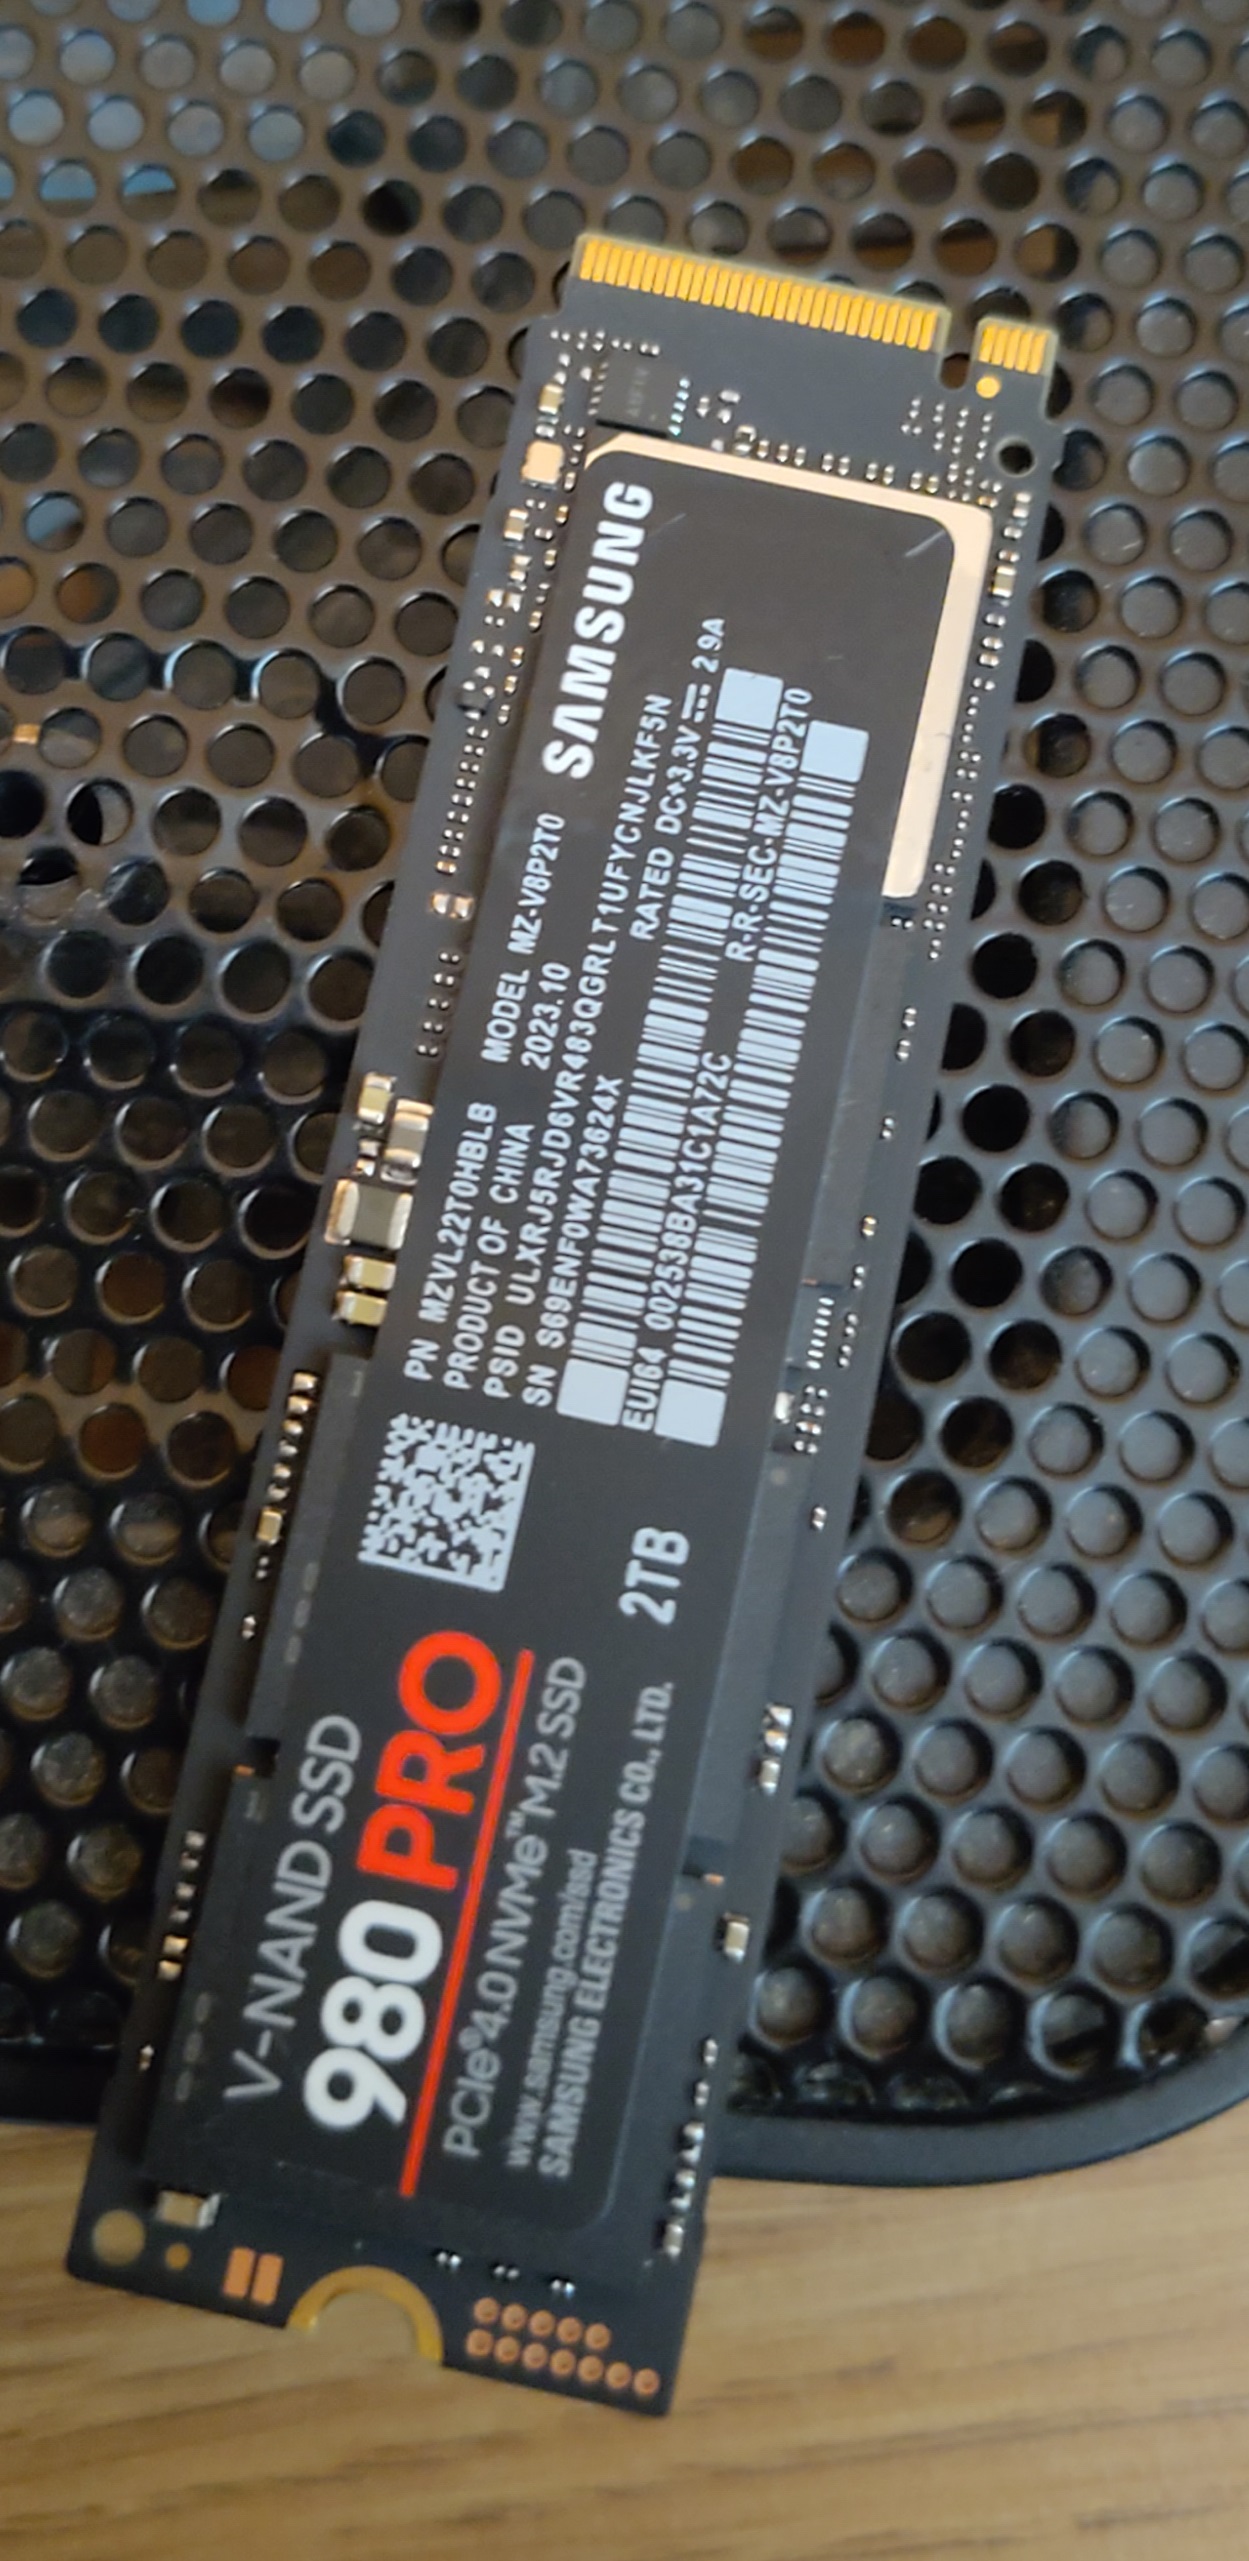 V-NAND SSD
980 PRO
PCIe® 4.0 NVMe™ M.2 SSD
www.samsung.com/ssd
SAMSUNG ELECTRONICS CO., LTD.
2TB
SAMSUNG
PN MZVL22T0HBLB MODEL MZ-V8P2T0
PRODUCT OF CHINA 2023.10
PSID ULXRJ5RJD6VR463QGRLT1UFYCNJLKF5N
SN S69ENF0WA73624X RATED DC+3.3V 2.9A
EUI64 002538BA31C1A72C R-R-SEC-MZ-V8P2T0